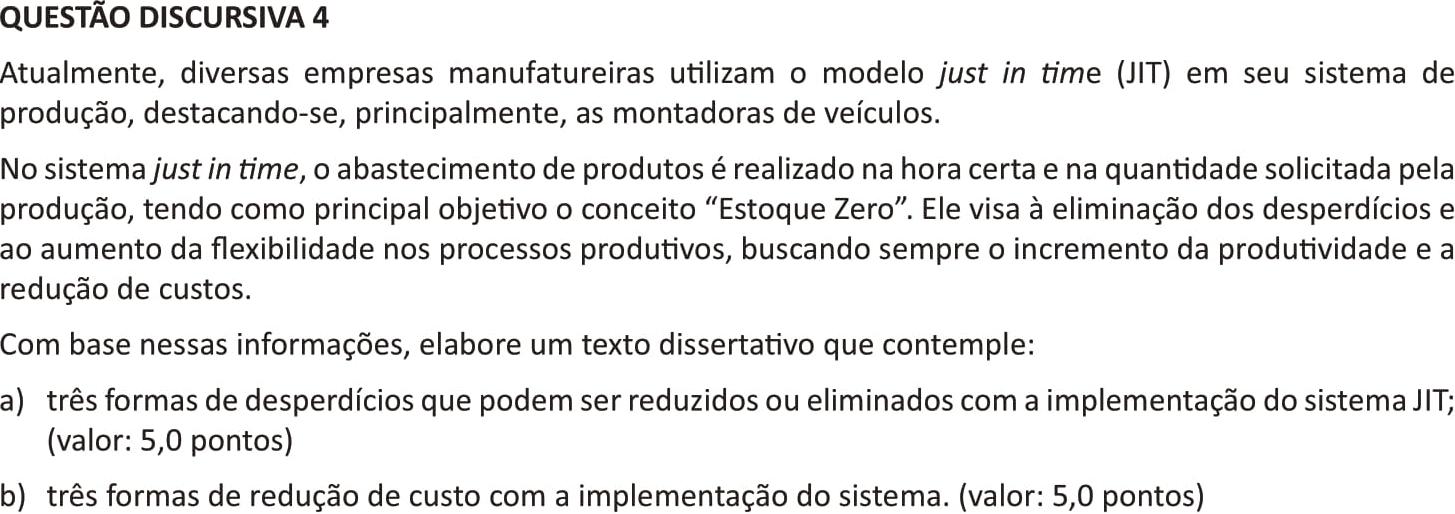 QUESTÃO DISCURSIVA 4
Atualmente, diversas empresas manufatureiras utilizam o modelo just in time (JIT) em seu sistema de
produção, destacando-se, principalmente, as montadoras de veículos.
No sistema just in time, o abastecimento de produtos é realizado na hora certa e na quantidade solicitada pela
produção, tendo como principal objetivo o conceito “Estoque Zero”. Ele visa à eliminação dos desperdícios e
ao aumento da flexibilidade nos processos produtivos, buscando sempre o incremento da produtividade e a
redução de custos.
Com base nessas informações, elabore um texto dissertativo que contemple:
a) três formas de desperdícios que podem ser reduzidos ou eliminados com a implementação do sistema JIT;
(valor: 5,0 pontos)
b) três formas de redução de custo com a implementação do sistema. (valor: 5,0 pontos)